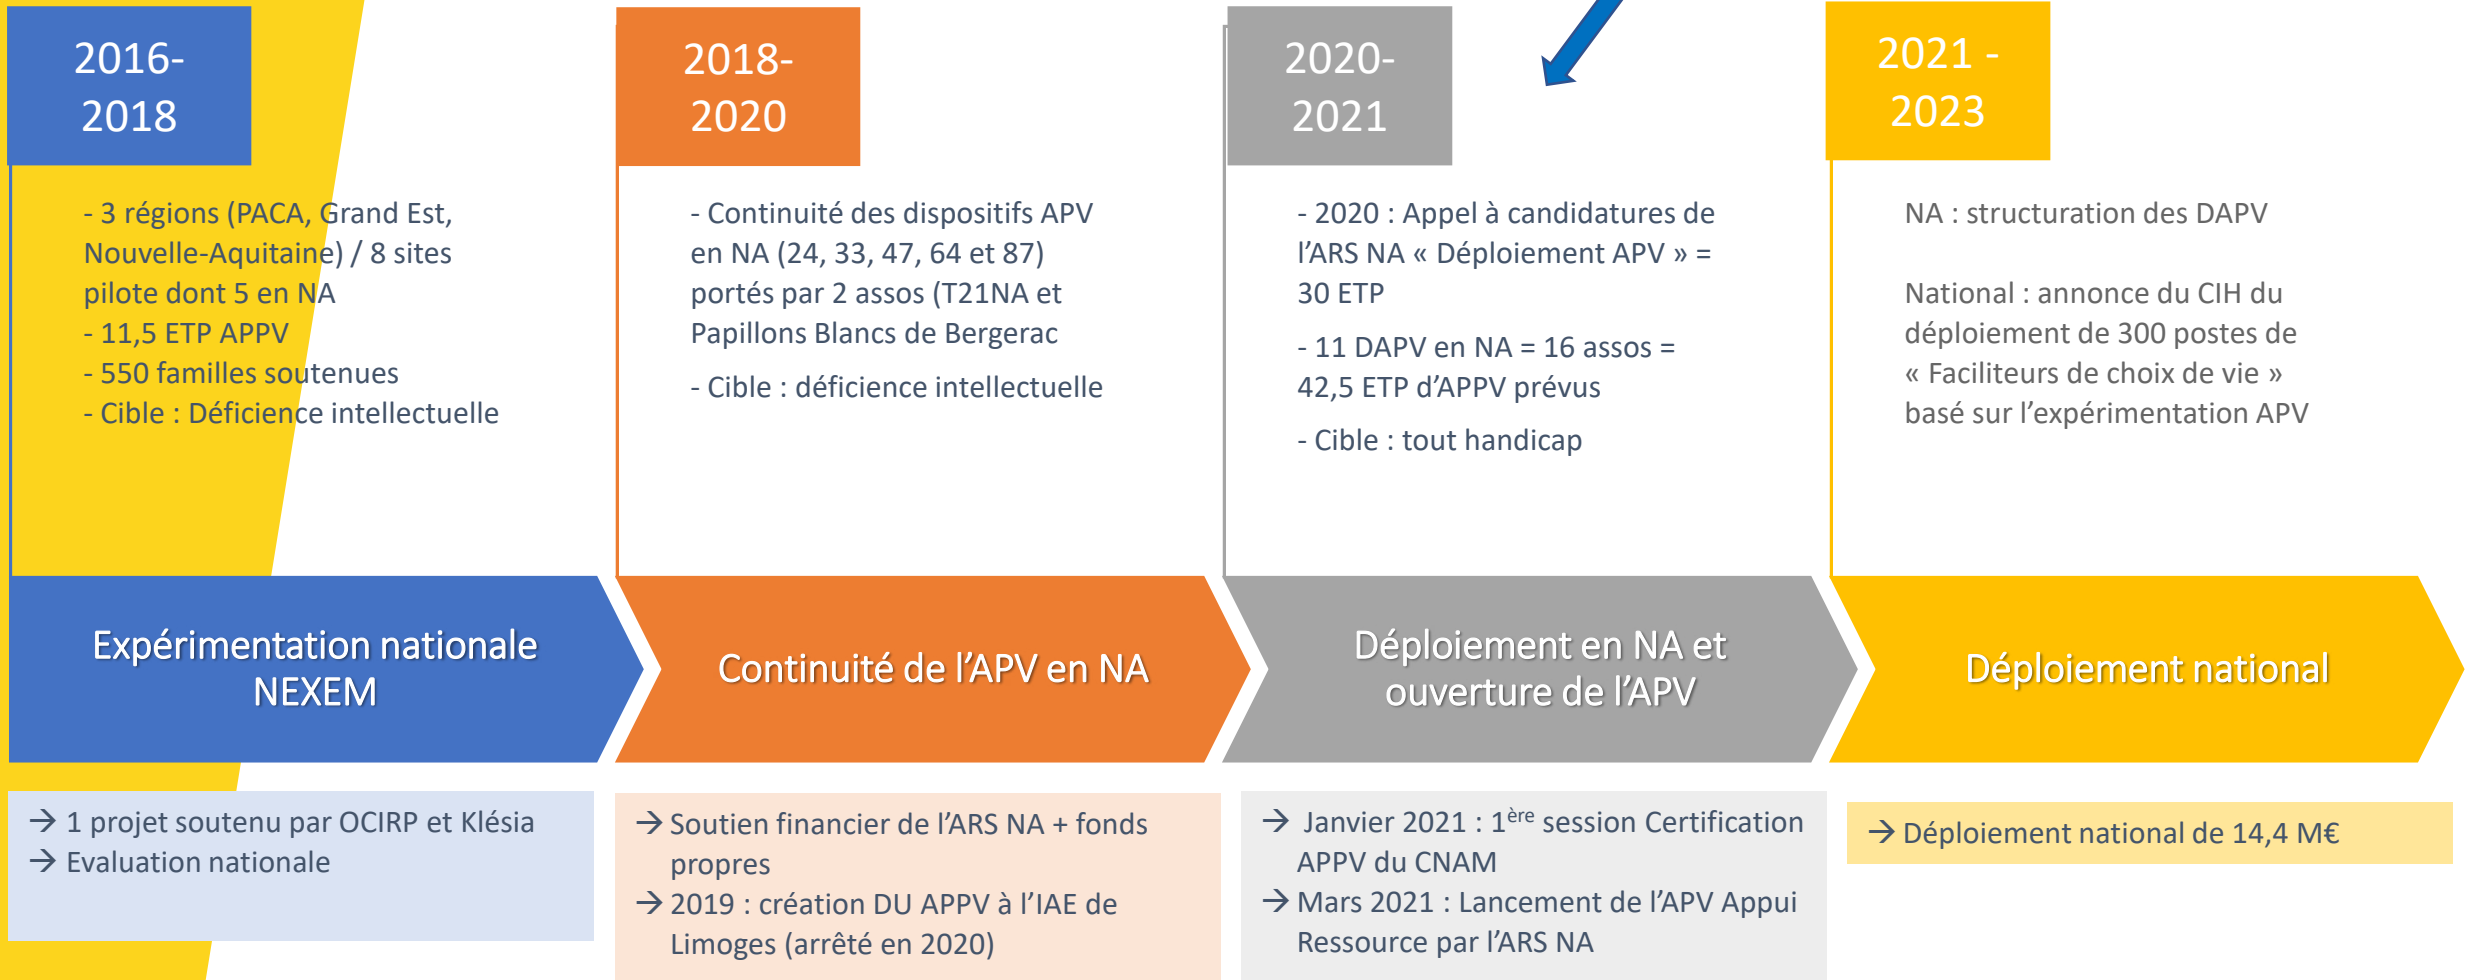 2016-
2018
- 3 régions (PACA, Grand Est,
Nouvelle-Aquitaine) / 8 sites
pilote dont 5 en NA
- 11,5 ETP APPV
- 550 familles soutenues
- Cible : Déficience intellectuelle
Expérimentation nationale
NEXEM
→ 1 projet soutenu par OCIRP et Klésia
→ Evaluation nationale
2018-
2020
- Continuité des dispositifs APV
en NA (24, 33, 47, 64 et 87)
portés par 2 assos (T21NA et
Papillons Blancs de Bergerac
- Cible : déficience intellectuelle
Continuité de l’APV en NA
→ Soutien financier de l’ARS NA + fonds
propres
→ 2019 : création DU APPV à l’IAE de
Limoges (arrêté en 2020)
2020-
2021
- 2020 : Appel à candidatures de
l’ARS NA « Déploiement APV » =
30 ETP
- 11 DAPV en NA = 16 assos =
42,5 ETP d’APPV prévus
- Cible : tout handicap
Déploiement en NA et
ouverture de l’APV
→ Janvier 2021 : 1ère session Certification
APPV du CNAM
→ Mars 2021 : Lancement de l’APV Appui
Ressource par l’ARS NA
2021 -
2023
NA : structuration des DAPV
National : annonce du CIH du
déploiement de 300 postes de
« Faciliteurs de choix de vie »
basé sur l’expérimentation APV
Déploiement national
→ Déploiement national de 14,4 M€